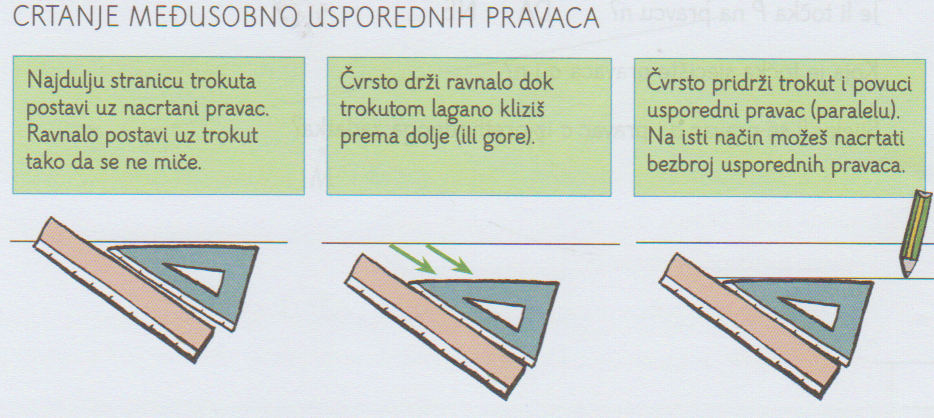 CRTANJE MEĐUSOBNO USPOREDNIH PRAVACA
Najdulju stranicu trokuta
postavi uz nacrtani pravac.
Ravnalo postavi uz trokut
tako da se ne miče.
Čvrsto drži ravnalo dok
trokutom lagano kliziš
prema dolje (ili gore).
Čvrsto pridrži trokut i povuci
usporedni pravac (paralelu).
Na isti način možeš nacrtati
bezbroj usporednih pravaca.